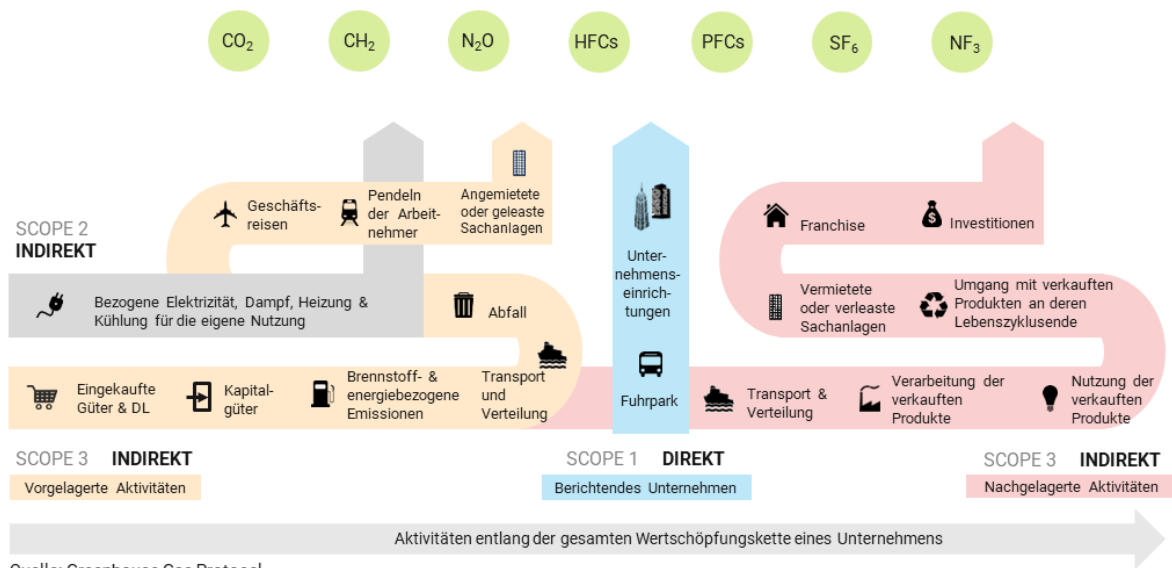 CO₂ CH₂ N₂O HFCs PFCs SF₆ NF₃
Geschäfts-
reisen
Pendeln
der Arbeit-
nehmer
Angemietete
oder geleaste
Sachanlagen
SCOPE 2
INDIREKT
Bezogene Elektrizität, Dampf, Heizung &
Kühlung für die eigene Nutzung
Abfall
Eingekaufte
Güter & DL
Kapital-
güter
Brennstoff- &
energiebezogene
Emissionen
Transport
und
Verteilung
Unter-
nehmens-
einrich-
tungen
Fuhrpark
Franchise
Investitionen
Vermietete
oder verleaste
Sachanlagen
Umgang mit verkauften
Produkten an deren
Lebenszyklusende
Transport &
Verteilung
Verarbeitung der
verkauften
Produkte
Nutzung der
verkauften
Produkte
SCOPE 3 INDIREKT
Vorgelagerte Aktivitäten
SCOPE 1 DIREKT
Berichtendes Unternehmen
SCOPE 3 INDIREKT
Nachgelagerte Aktivitäten
Aktivitäten entlang der gesamten Wertschöpfungskette eines Unternehmens
Quelle: Greenhouse Gas Protocol